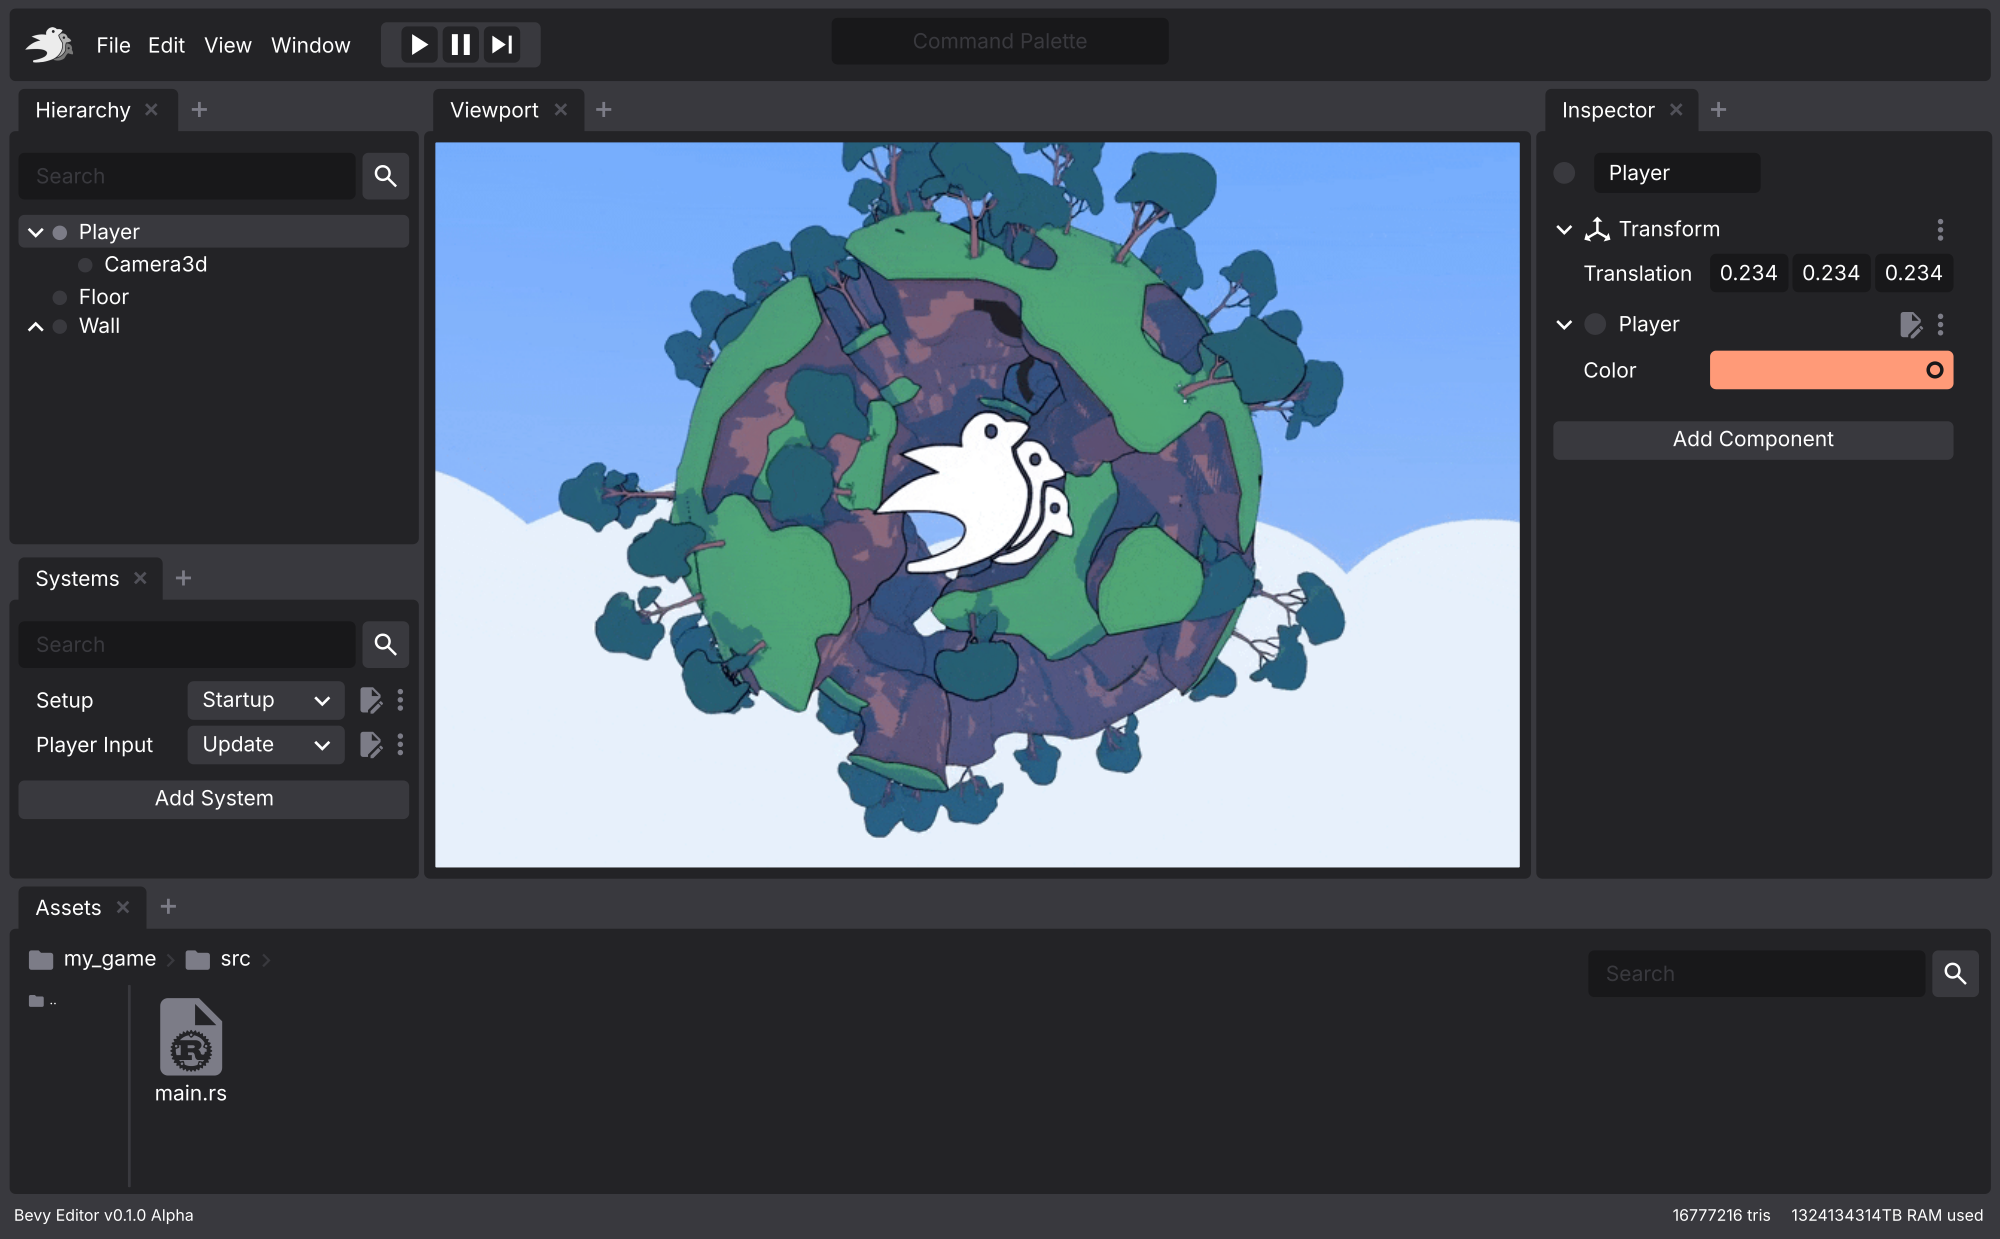 File Edit View Window
Command Palette
Hierarchy
Search
Player
Camera3d
Floor
Wall
Systems
Search
Setup Startup
Player Input Update
Add System
Viewport
Inspector
Player
Transform
Translation 0.234 0.234 0.234
Player
Color
Add Component
Assets
my_game src
Search
..
R
main.rs
Bevy Editor v0.1.0 Alpha
16777216 tris 1324134314TB RAM used